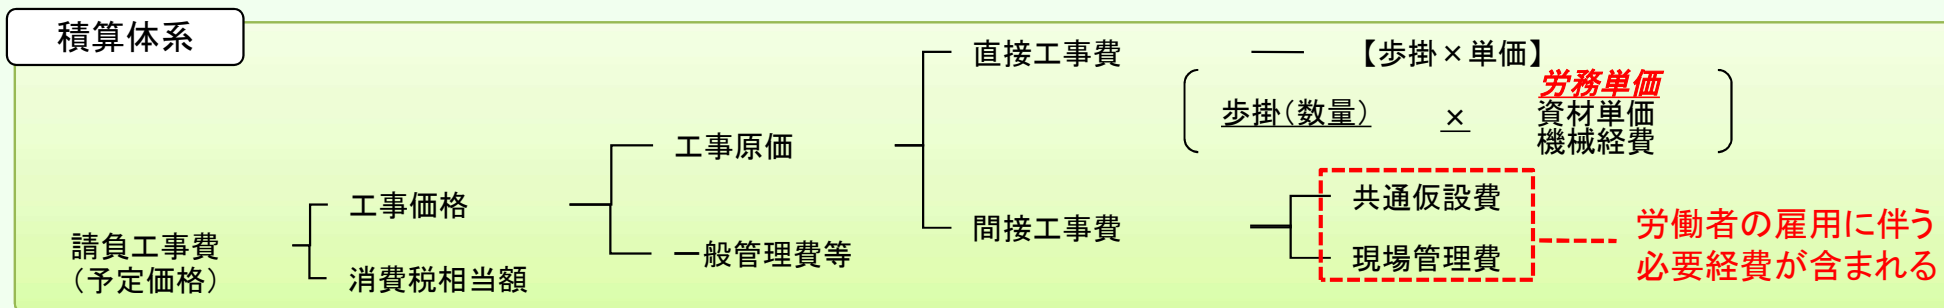 積算体系
直接工事費
【歩掛×単価】
歩掛(数量)
×
労務単価
資材単価
機械経費
工事原価
共通仮設費
工事価格
間接工事費
労働者の雇用に伴う
必要経費が含まれる
請負工事費
(予定価格)
一般管理費等
現場管理費
消費税相当額